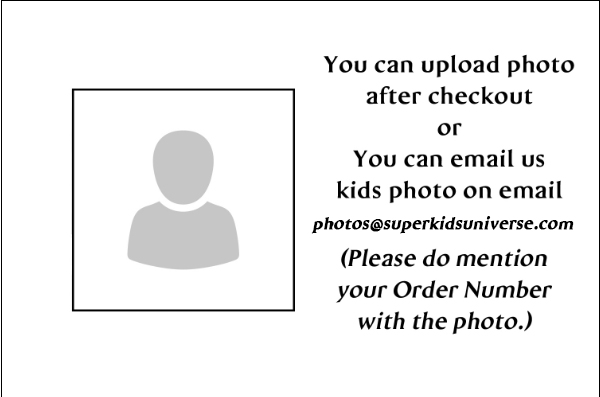 You can upload photo
after checkout
or
You can email us
kids photo on email
photos@superkidsuniverse.com
(Please do mention
your Order Number
with the photo.)